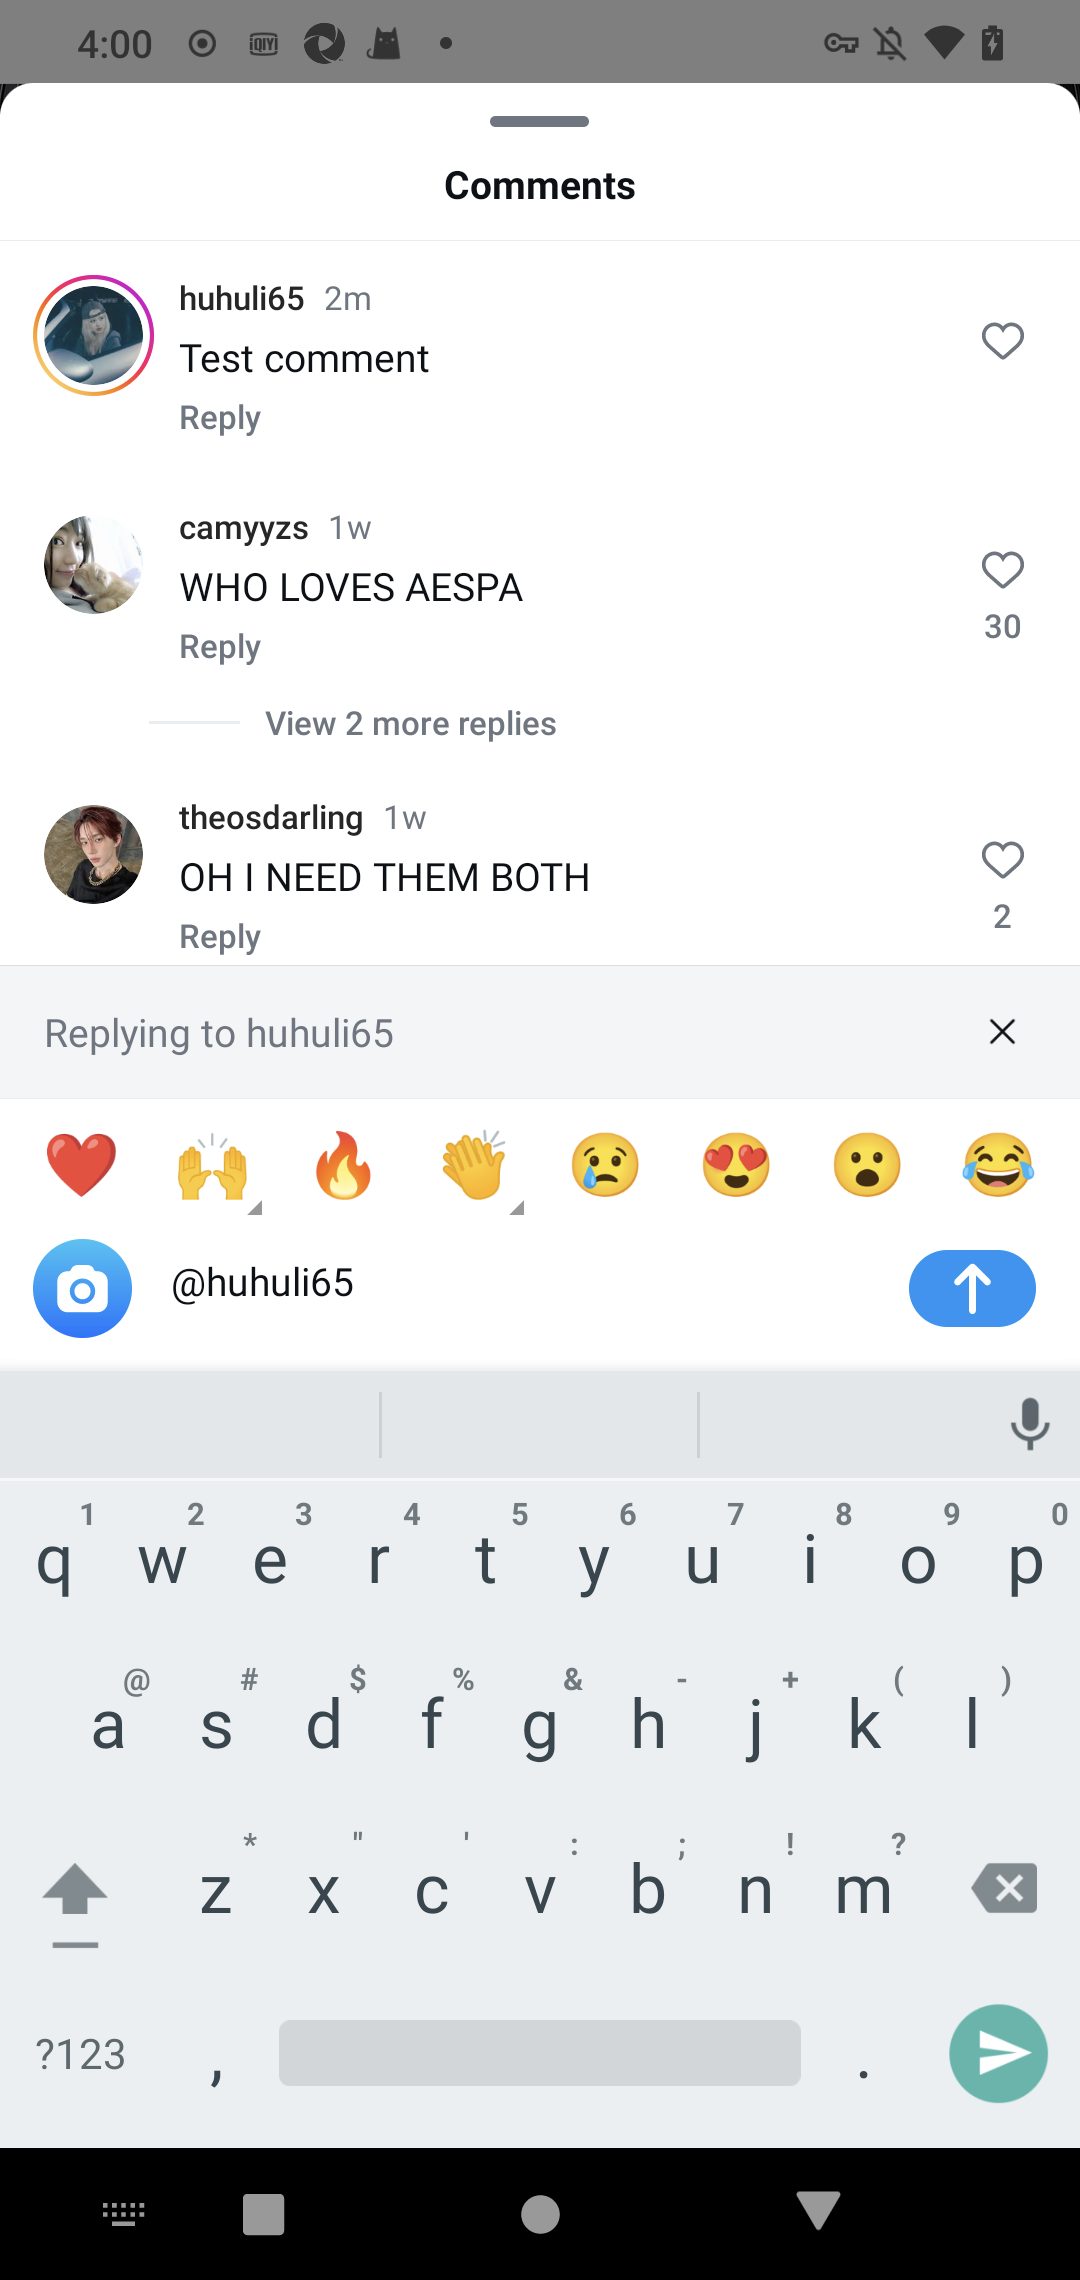 4:00 iQIYI
Comments
huhuli65 2m
Test comment
Reply
camyyzs 1w
WHO LOVES AESPA
Reply
30
View 2 more replies
theosdarling 1w
OH I NEED THEM BOTH
Reply
2
Replying to huhuli65
@huhuli65
1 2 3 4 5 6 7 8 9 0
q w e r t y u i o p
@ # $ % & - + ( )
a s d f g h j k l
* " ' : ; ! ?
z x c v b n m
?123 , .